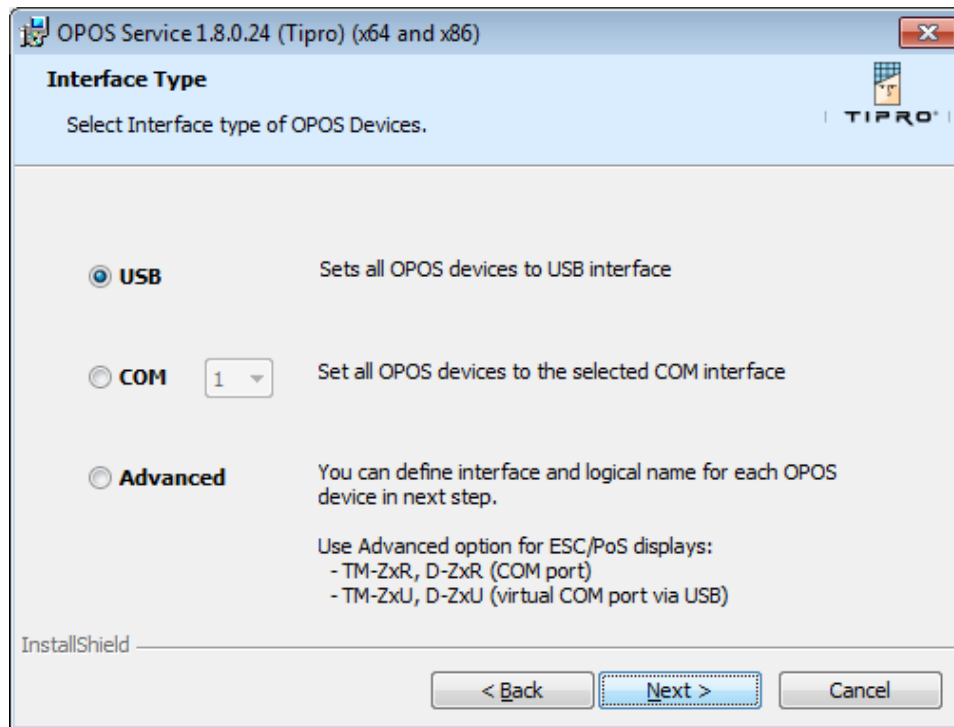 OPOS Service 1.8.0.24 (Tipro) (x64 and x86)
Interface Type
Select Interface type of OPOS Devices.
TIPRO®
USB
Sets all OPOS devices to USB interface
COM
1
Set all OPOS devices to the selected COM interface
Advanced
You can define interface and logical name for each OPOS
device in next step.
Use Advanced option for ESC/PoS displays:
- TM-ZxR, D-ZxR (COM port)
- TM-ZxU, D-ZxU (virtual COM port via USB)
InstallShield
< Back
Next >
Cancel